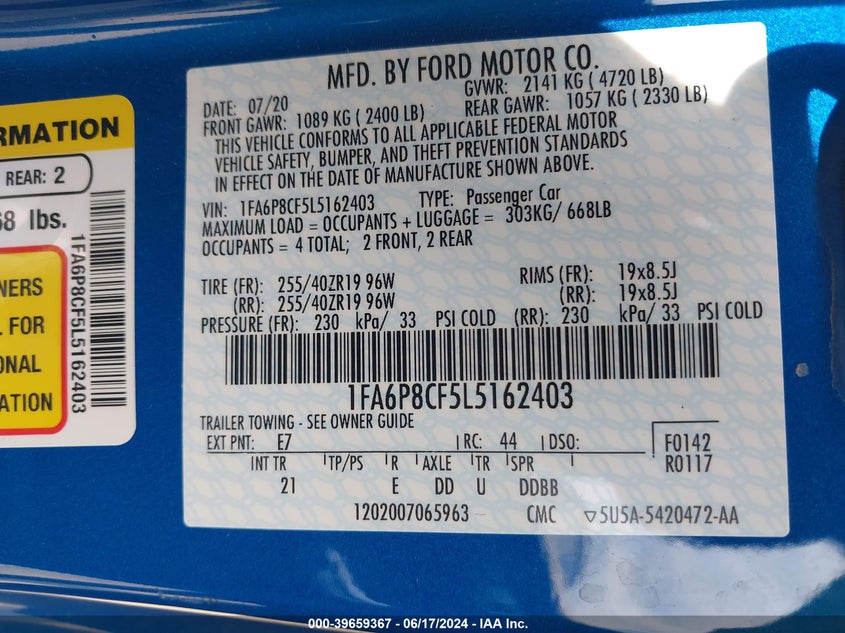 MFD. BY FORD MOTOR CO.
DATE: 07/20 GVWR: 2141 KG ( 4720 LB)
FRONT GAWR: 1089 KG ( 2400 LB) REAR GAWR: 1057 KG ( 2330 LB)
THIS VEHICLE CONFORMS TO ALL APPLICABLE FEDERAL MOTOR
VEHICLE SAFETY, BUMPER, AND THEFT PREVENTION STANDARDS
IN EFFECT ON THE DATE OF MANUFACTURE SHOWN ABOVE.
VIN: 1FA6P8CF5L5162403 TYPE: Passenger Car
MAXIMUM LOAD = OCCUPANTS + LUGGAGE = 303KG/ 668LB
OCCUPANTS = 4 TOTAL; 2 FRONT, 2 REAR
TIRE (FR): 255/40ZR19 96W RIMS (FR): 19x8.5J
(RR): 255/40ZR19 96W (RR): 19x8.5J
PRESSURE (FR): 230 kPa/ 33 PSI COLD (RR): 230 kPa/ 33 PSI COLD
1FA6P8CF5L5162403
TRAILER TOWING - SEE OWNER GUIDE
EXT PNT: E7 RC: 44 DSO: F0142
R0117
INT TR TP/PS R AXLE TR SPR
21 E DD U DDBB
1202007065963 CMC ▽5U5A-5420472-AA
REAR: 2
lbs.
1FA6P8CF5L5162403
FOR
000-39659367 - 06/17/2024 - IAA Inc.